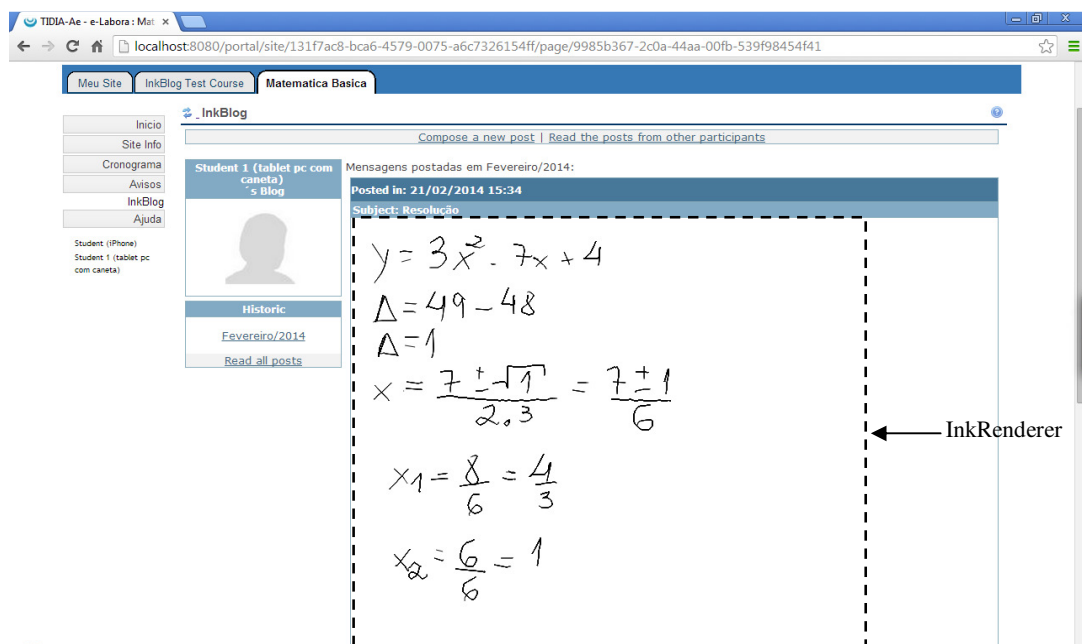 TIDIA-Ae - e-Labora : Mat
localhost:8080/portal/site/131f7ac8-bca6-4579-0075-a6c7326154ff/page/9985b367-2c0a-44aa-00fb-539f98454f41
Meu Site InkBlog Test Course Matematica Basica
InkBlog
Compose a new post | Read the posts from other participants
Inicio
Site Info
Cronograma
Avisos
InkBlog
Ajuda
Student (iPhone)
Student 1 (tablet pc
com caneta)
Student 1 (tablet pc com
caneta)
´s Blog
Historic
Fevereiro/2014
Read all posts
Mensagens postadas em Fevereiro/2014:
Posted in: 21/02/2014 15:34
Subject: Resolução
y = 3x² - 7x + 4
Δ = 49 - 48
Δ = 1
x = 7 ± √1 / 2.3 = 7 ± 1 / 6
x1 = 8/6 = 4/3
x2 = 6/6 = 1
InkRenderer